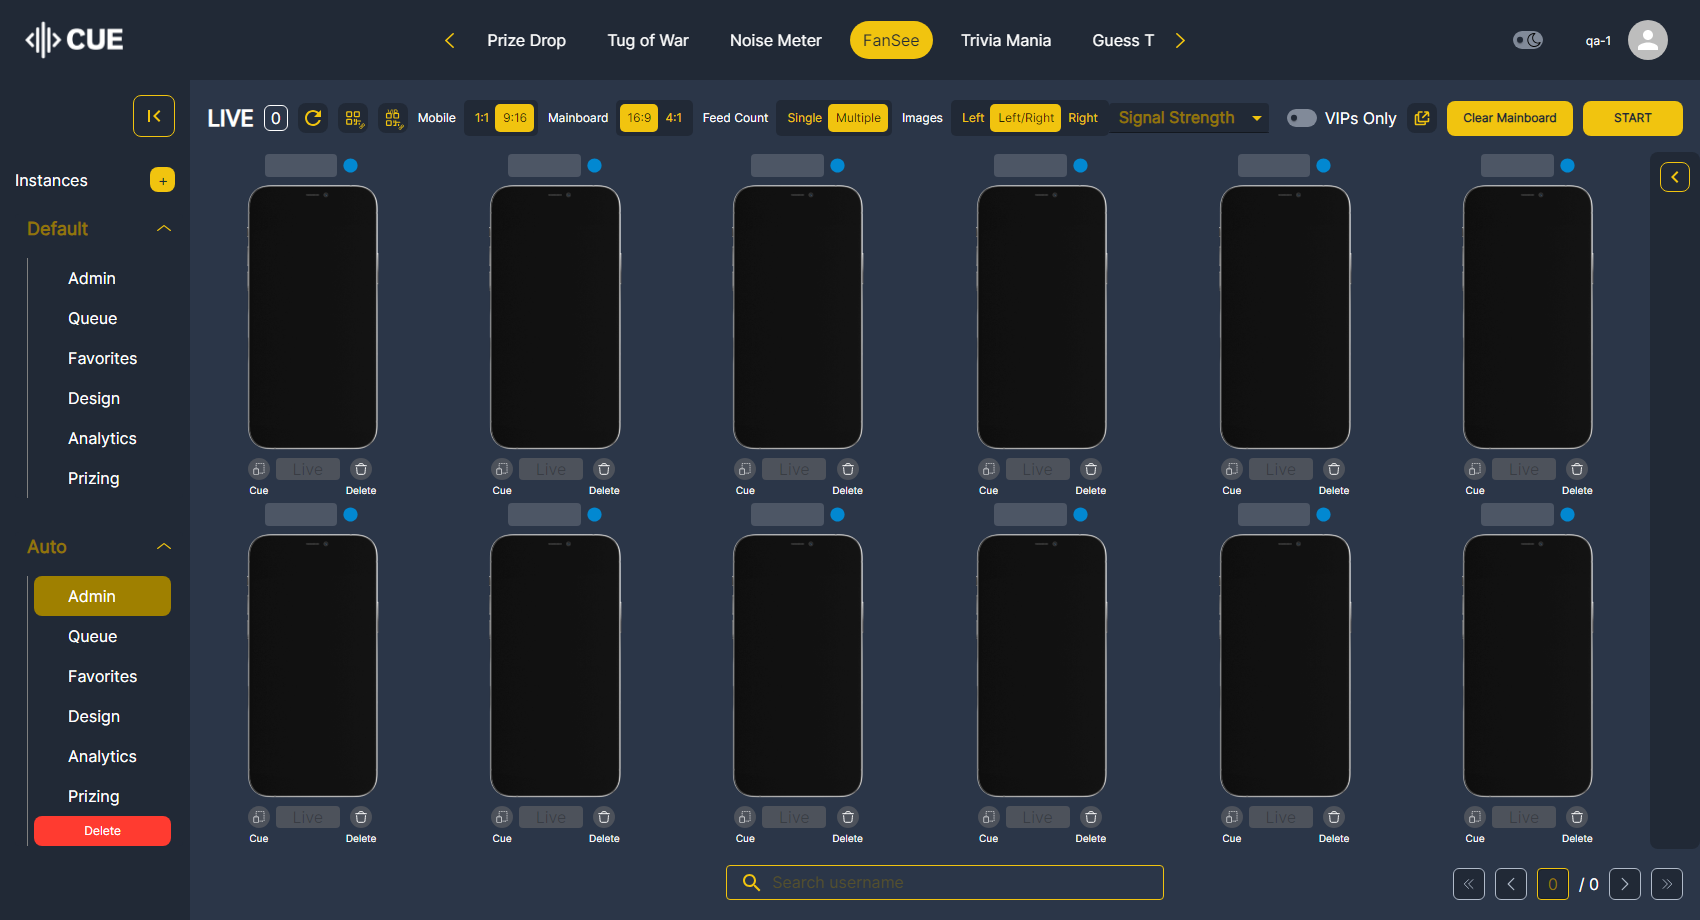 CUE
Prize Drop Tug of War Noise Meter FanSee Trivia Mania Guess T
qa-1
LIVE 0 Mobile 1:1 9:16 Mainboard 16:9 4:1 Feed Count Single Multiple Images Left Left/Right Right Signal Strength VIPs Only Clear Mainboard START
Instances +
Default
Admin
Queue
Favorites
Design
Analytics
Prizing
Auto
Admin
Queue
Favorites
Design
Analytics
Prizing
Delete
Live Live Live Live Live Live
Cue Delete Cue Delete Cue Delete Cue Delete Cue Delete Cue Delete
Live Live Live Live Live Live
Cue Delete Cue Delete Cue Delete Cue Delete Cue Delete Cue Delete
Search username
0 / 0